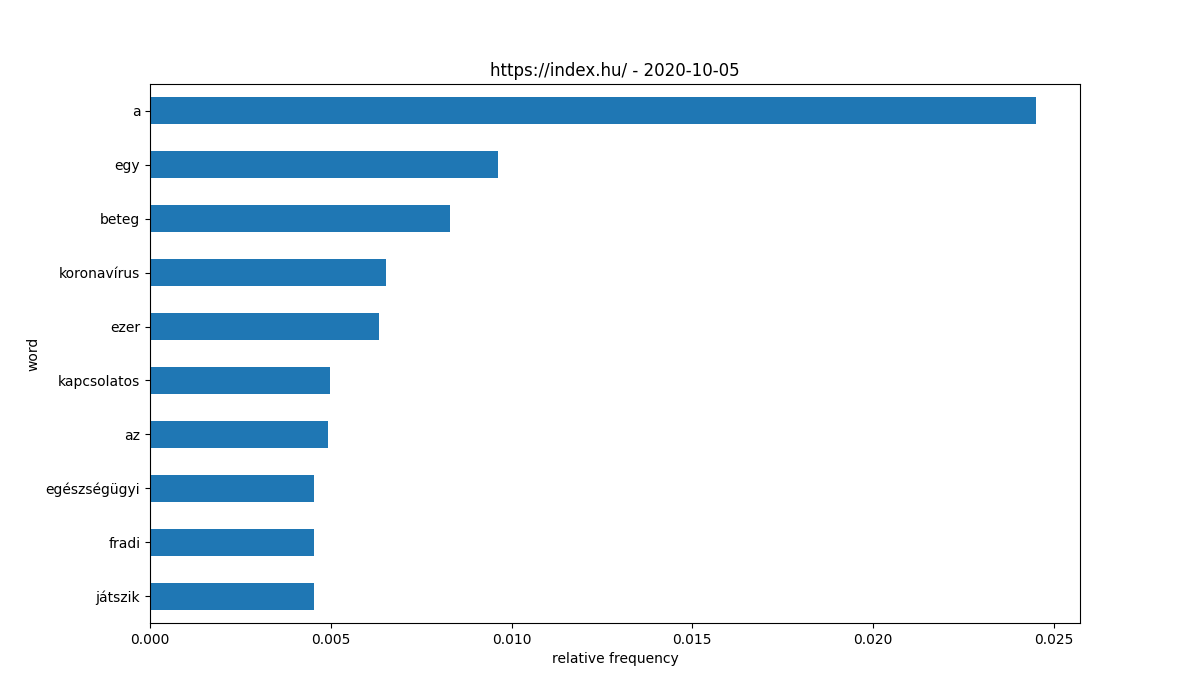 https://index.hu/ - 2020-10-05
a
egy
beteg
koronavírus
ezer
kapcsolatos
az
egészségügyi
fradi
játszik
word
0.000 0.005 0.010 0.015 0.020 0.025
relative frequency